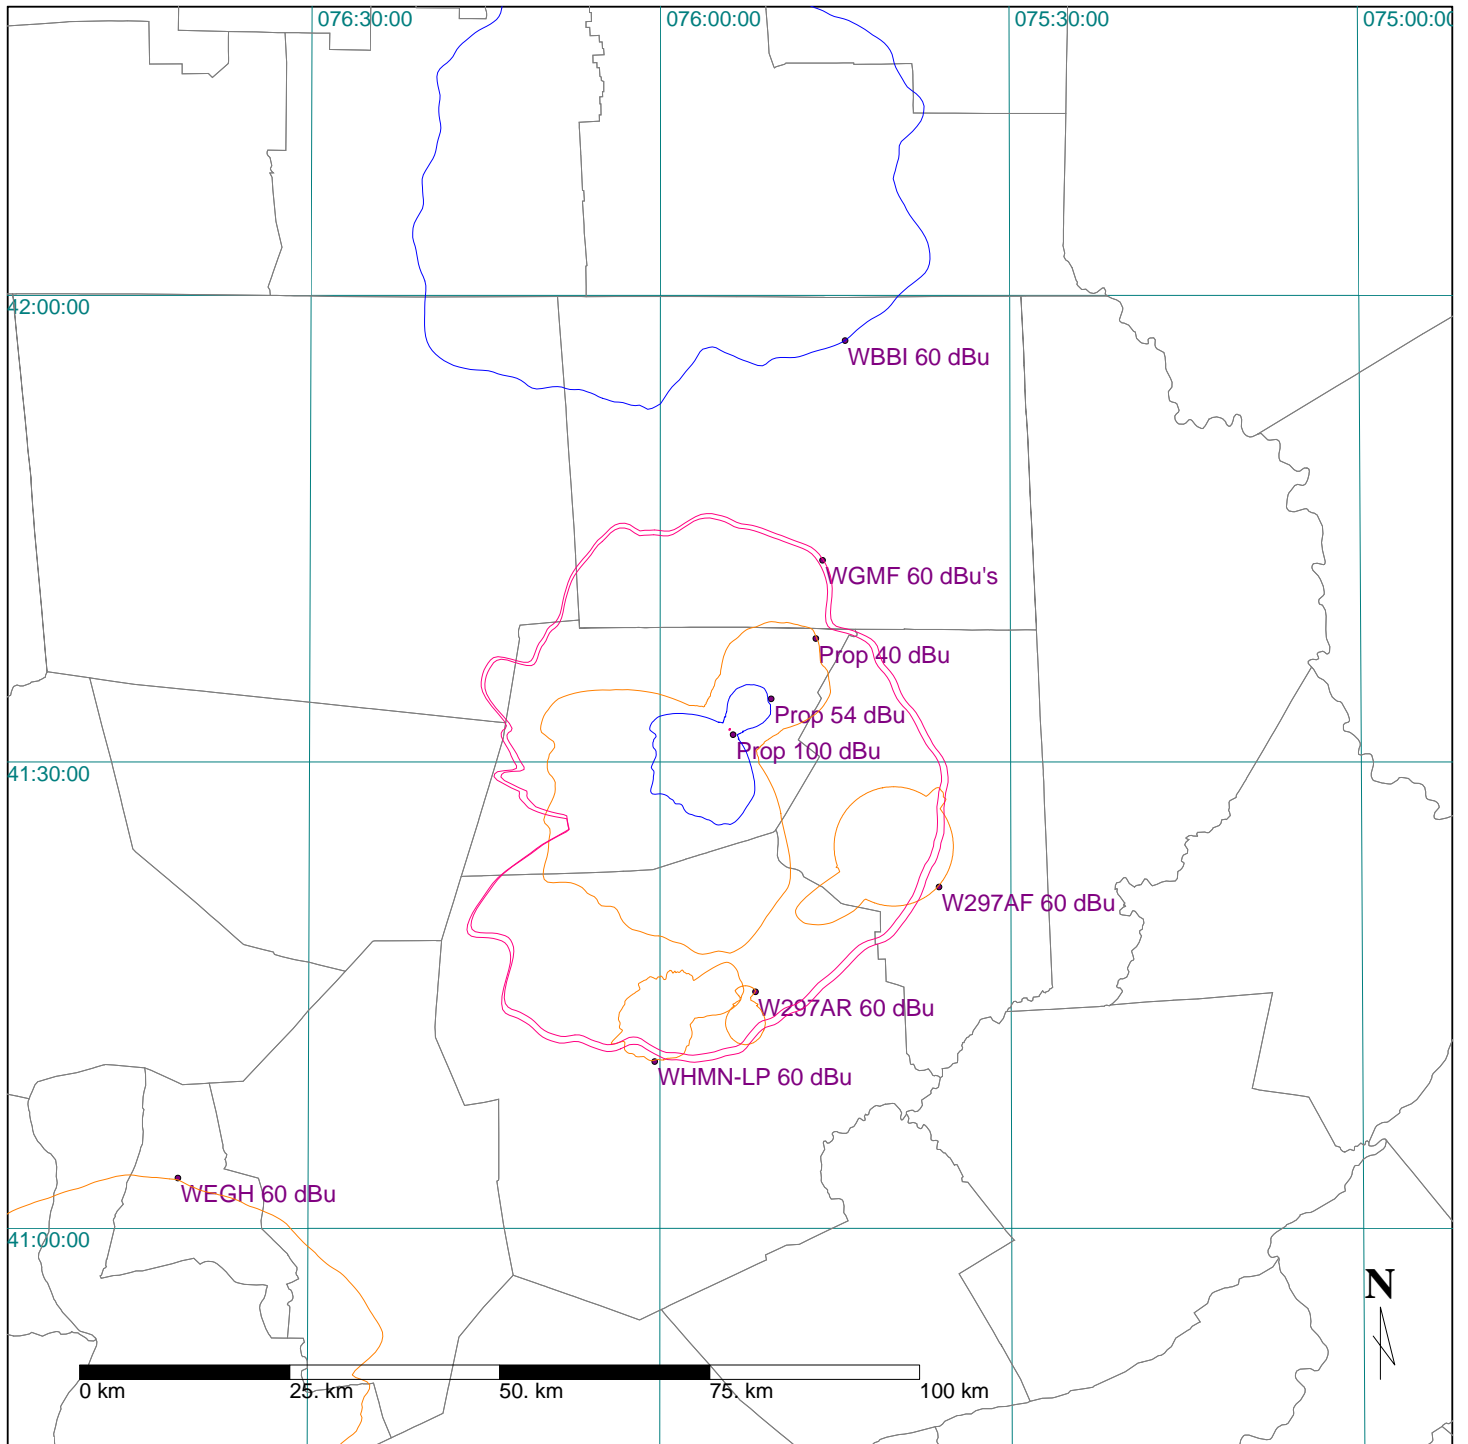 076:30:00
076:00:00
075:30:00
075:00:00
42:00:00
WBBI 60 dBu
WGMF 60 dBu's
Prop 40 dBu
Prop 54 dBu
Prop 100 dBu
41:30:00
W297AF 60 dBu
W297AR 60 dBu
WHMN-LP 60 dBu
WEGH 60 dBu
41:00:00
N
0 km
25. km
50. km
75. km
100 km